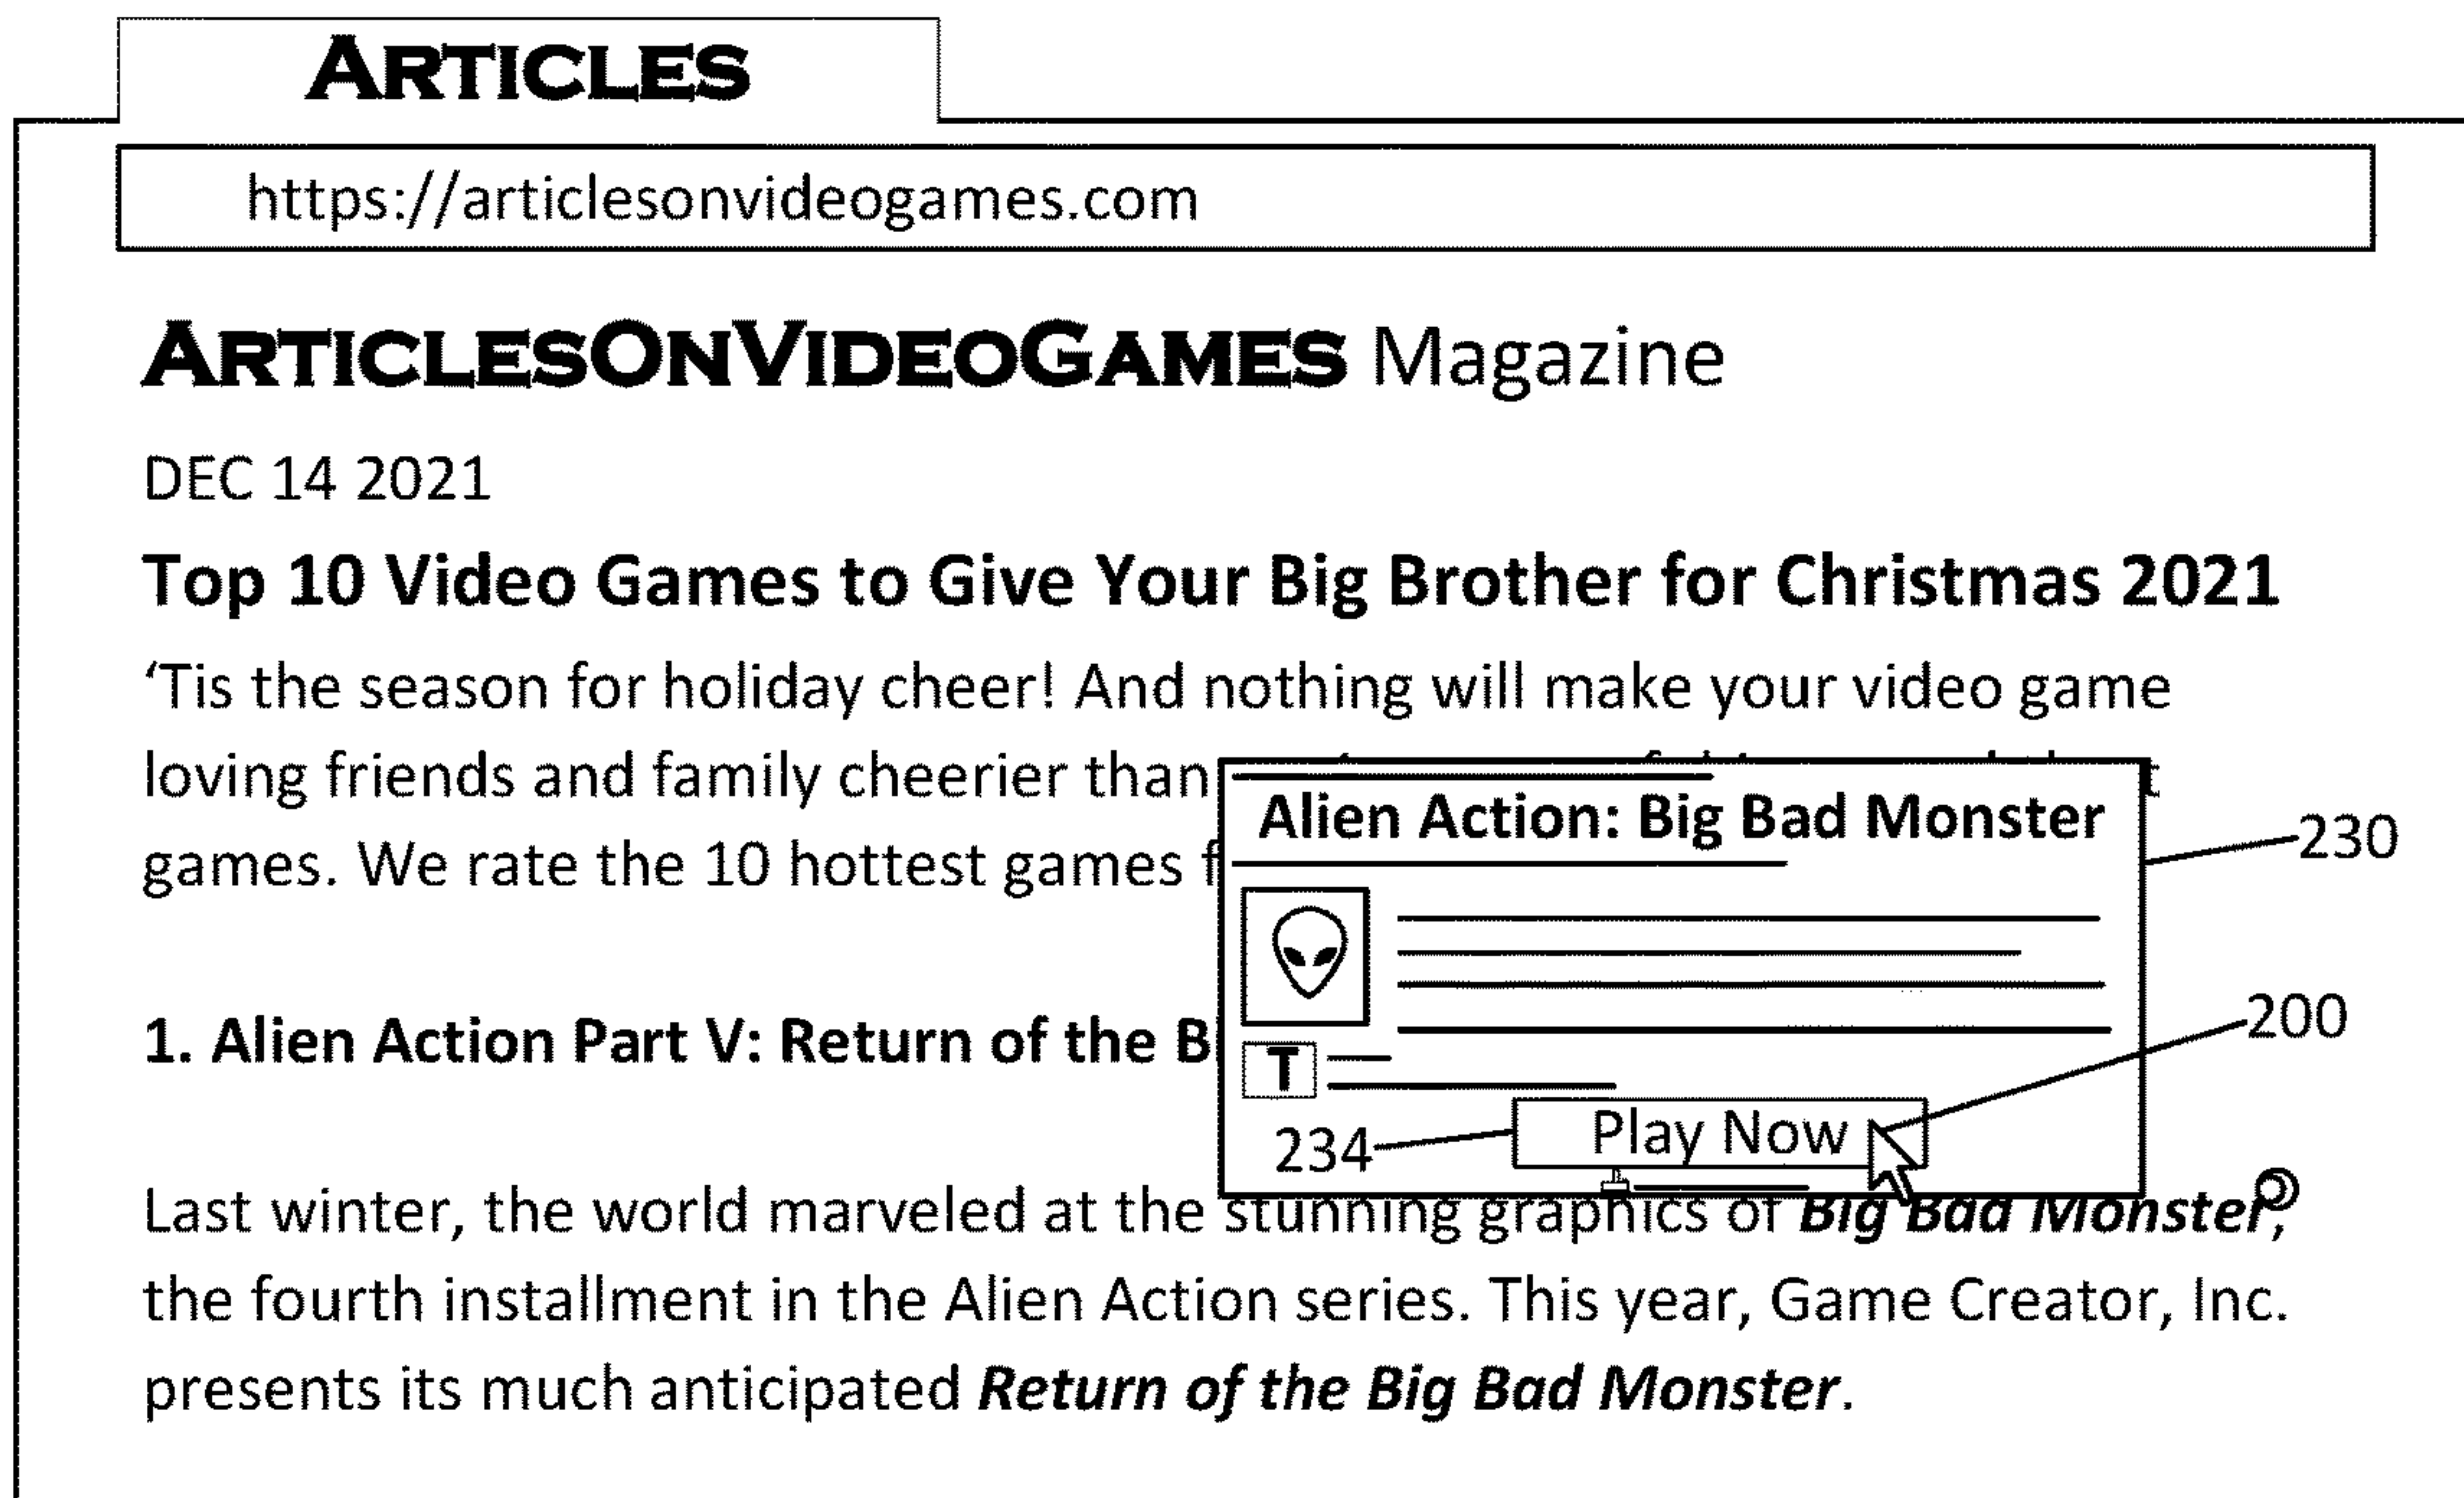 ARTICLES
https://articlesonvideogames.com
ARTICLESONVIDEOGAMES Magazine
DEC 14 2021
Top 10 Video Games to Give Your Big Brother for Christmas 2021
‘Tis the season for holiday cheer! And nothing will make your video game
loving friends and family cheerier than
games. We rate the 10 hottest games f
Alien Action: Big Bad Monster
230
200
1. Alien Action Part V: Return of the B
T
234
Play Now
Last winter, the world marveled at the stunning graphics of Big Bad Monster,
the fourth installment in the Alien Action series. This year, Game Creator, Inc.
presents its much anticipated Return of the Big Bad Monster.